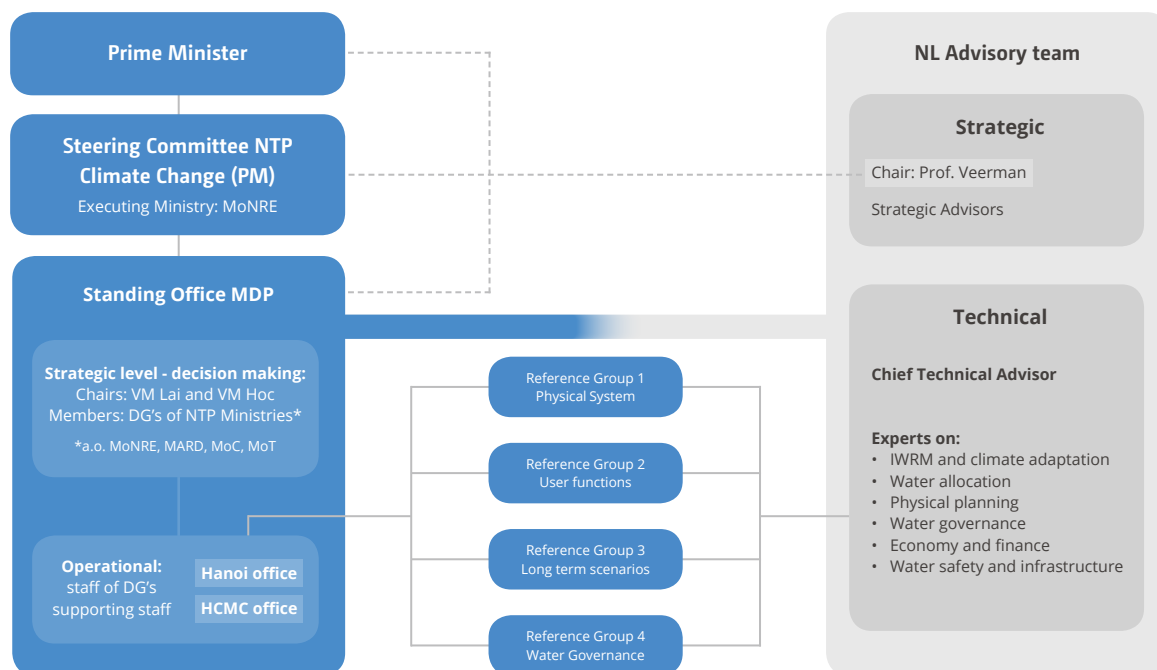 Prime Minister
Steering Committee NTP
Climate Change (PM)
Executing Ministry: MoNRE
Standing Office MDP
Strategic level - decision making:
Chairs: VM Lai and VM Hoc
Members: DG's of NTP Ministries*
*a.o. MoNRE, MARD, MoC, MoT
Operational:
staff of DG's
supporting staff
Hanoi office
HCMC office
Reference Group 1
Physical System
Reference Group 2
User functions
Reference Group 3
Long term scenarios
Reference Group 4
Water Governance
NL Advisory team
Strategic
Chair: Prof. Veerman
Strategic Advisors
Technical
Chief Technical Advisor
Experts on:
• IWRM and climate adaptation
• Water allocation
• Physical planning
• Water governance
• Economy and finance
• Water safety and infrastructure